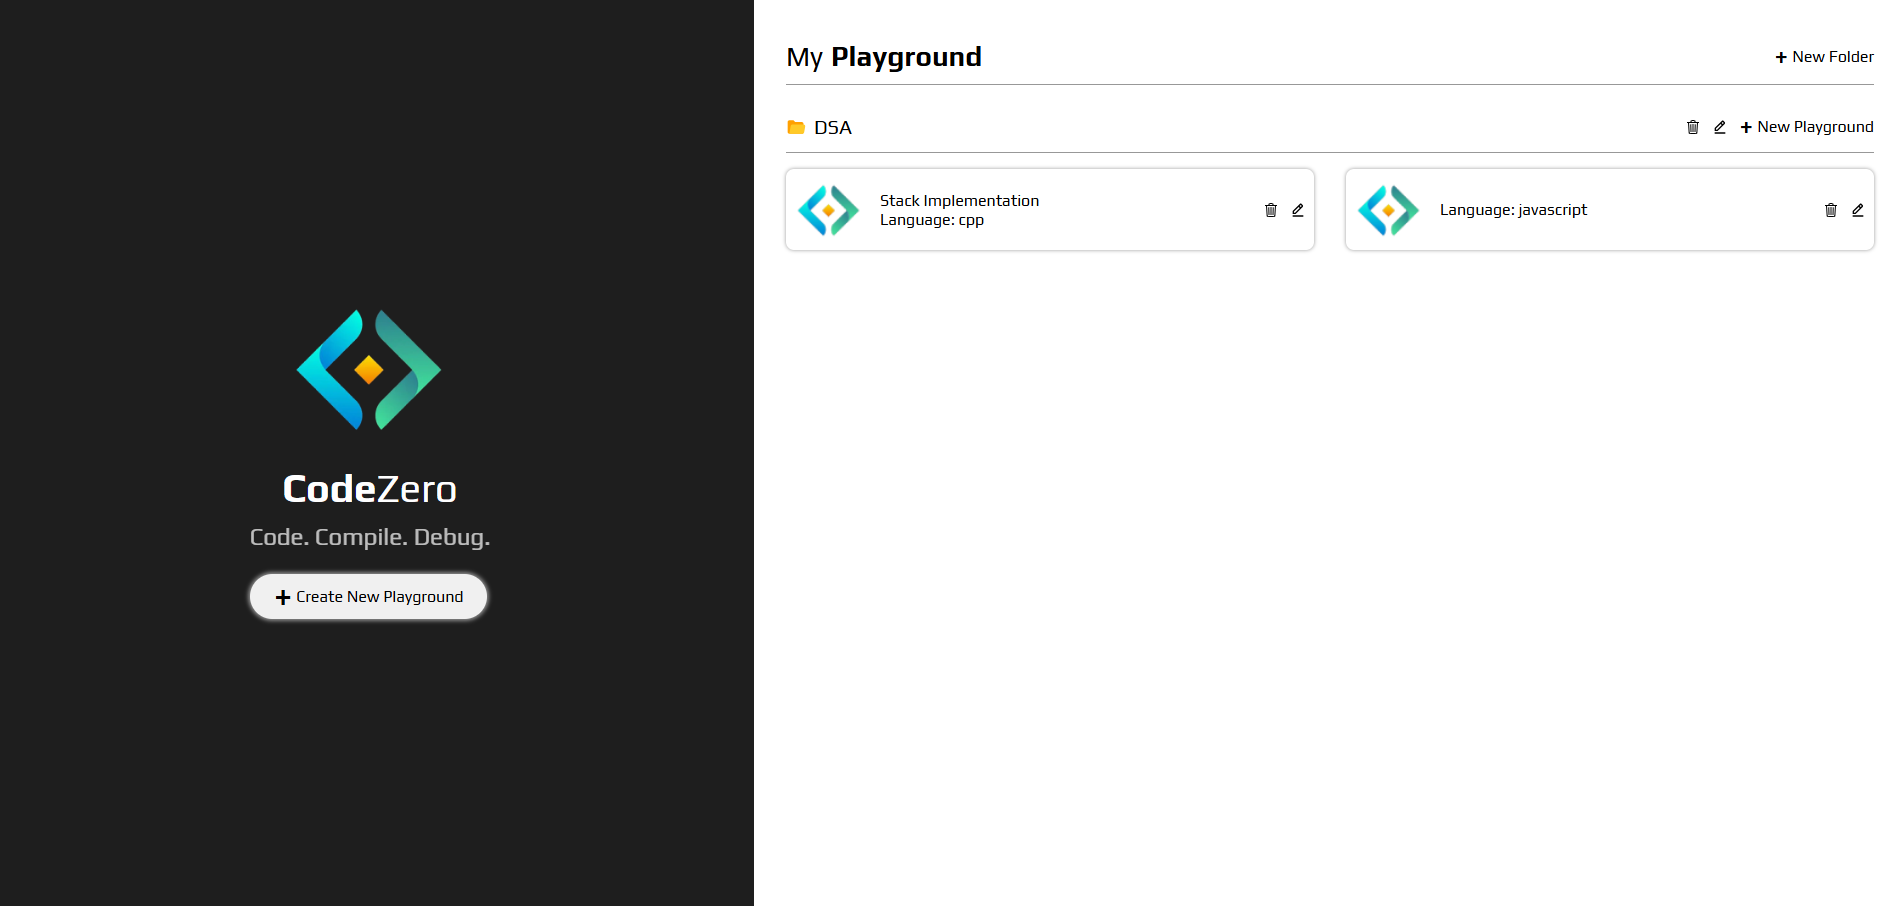 CodeZero
Code. Compile. Debug.
+ Create New Playground
My Playground
+ New Folder
DSA
+ New Playground
Stack Implementation
Language: cpp
Language: javascript